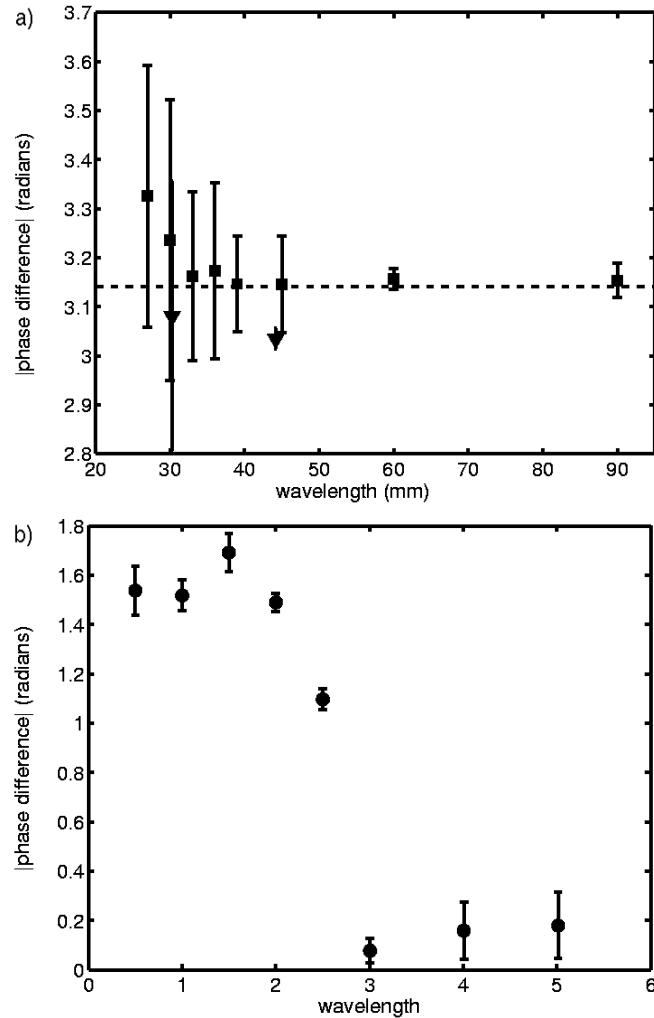 a)
3.7
3.6
3.5
3.4
3.3
3.2
3.1
3
2.9
2.8
|phase difference| (radians)
20 30 40 50 60 70 80 90
wavelength (mm)
b)
1.8
1.6
1.4
1.2
1
0.8
0.6
0.4
0.2
0
|phase difference| (radians)
0 1 2 3 4 5 6
wavelength